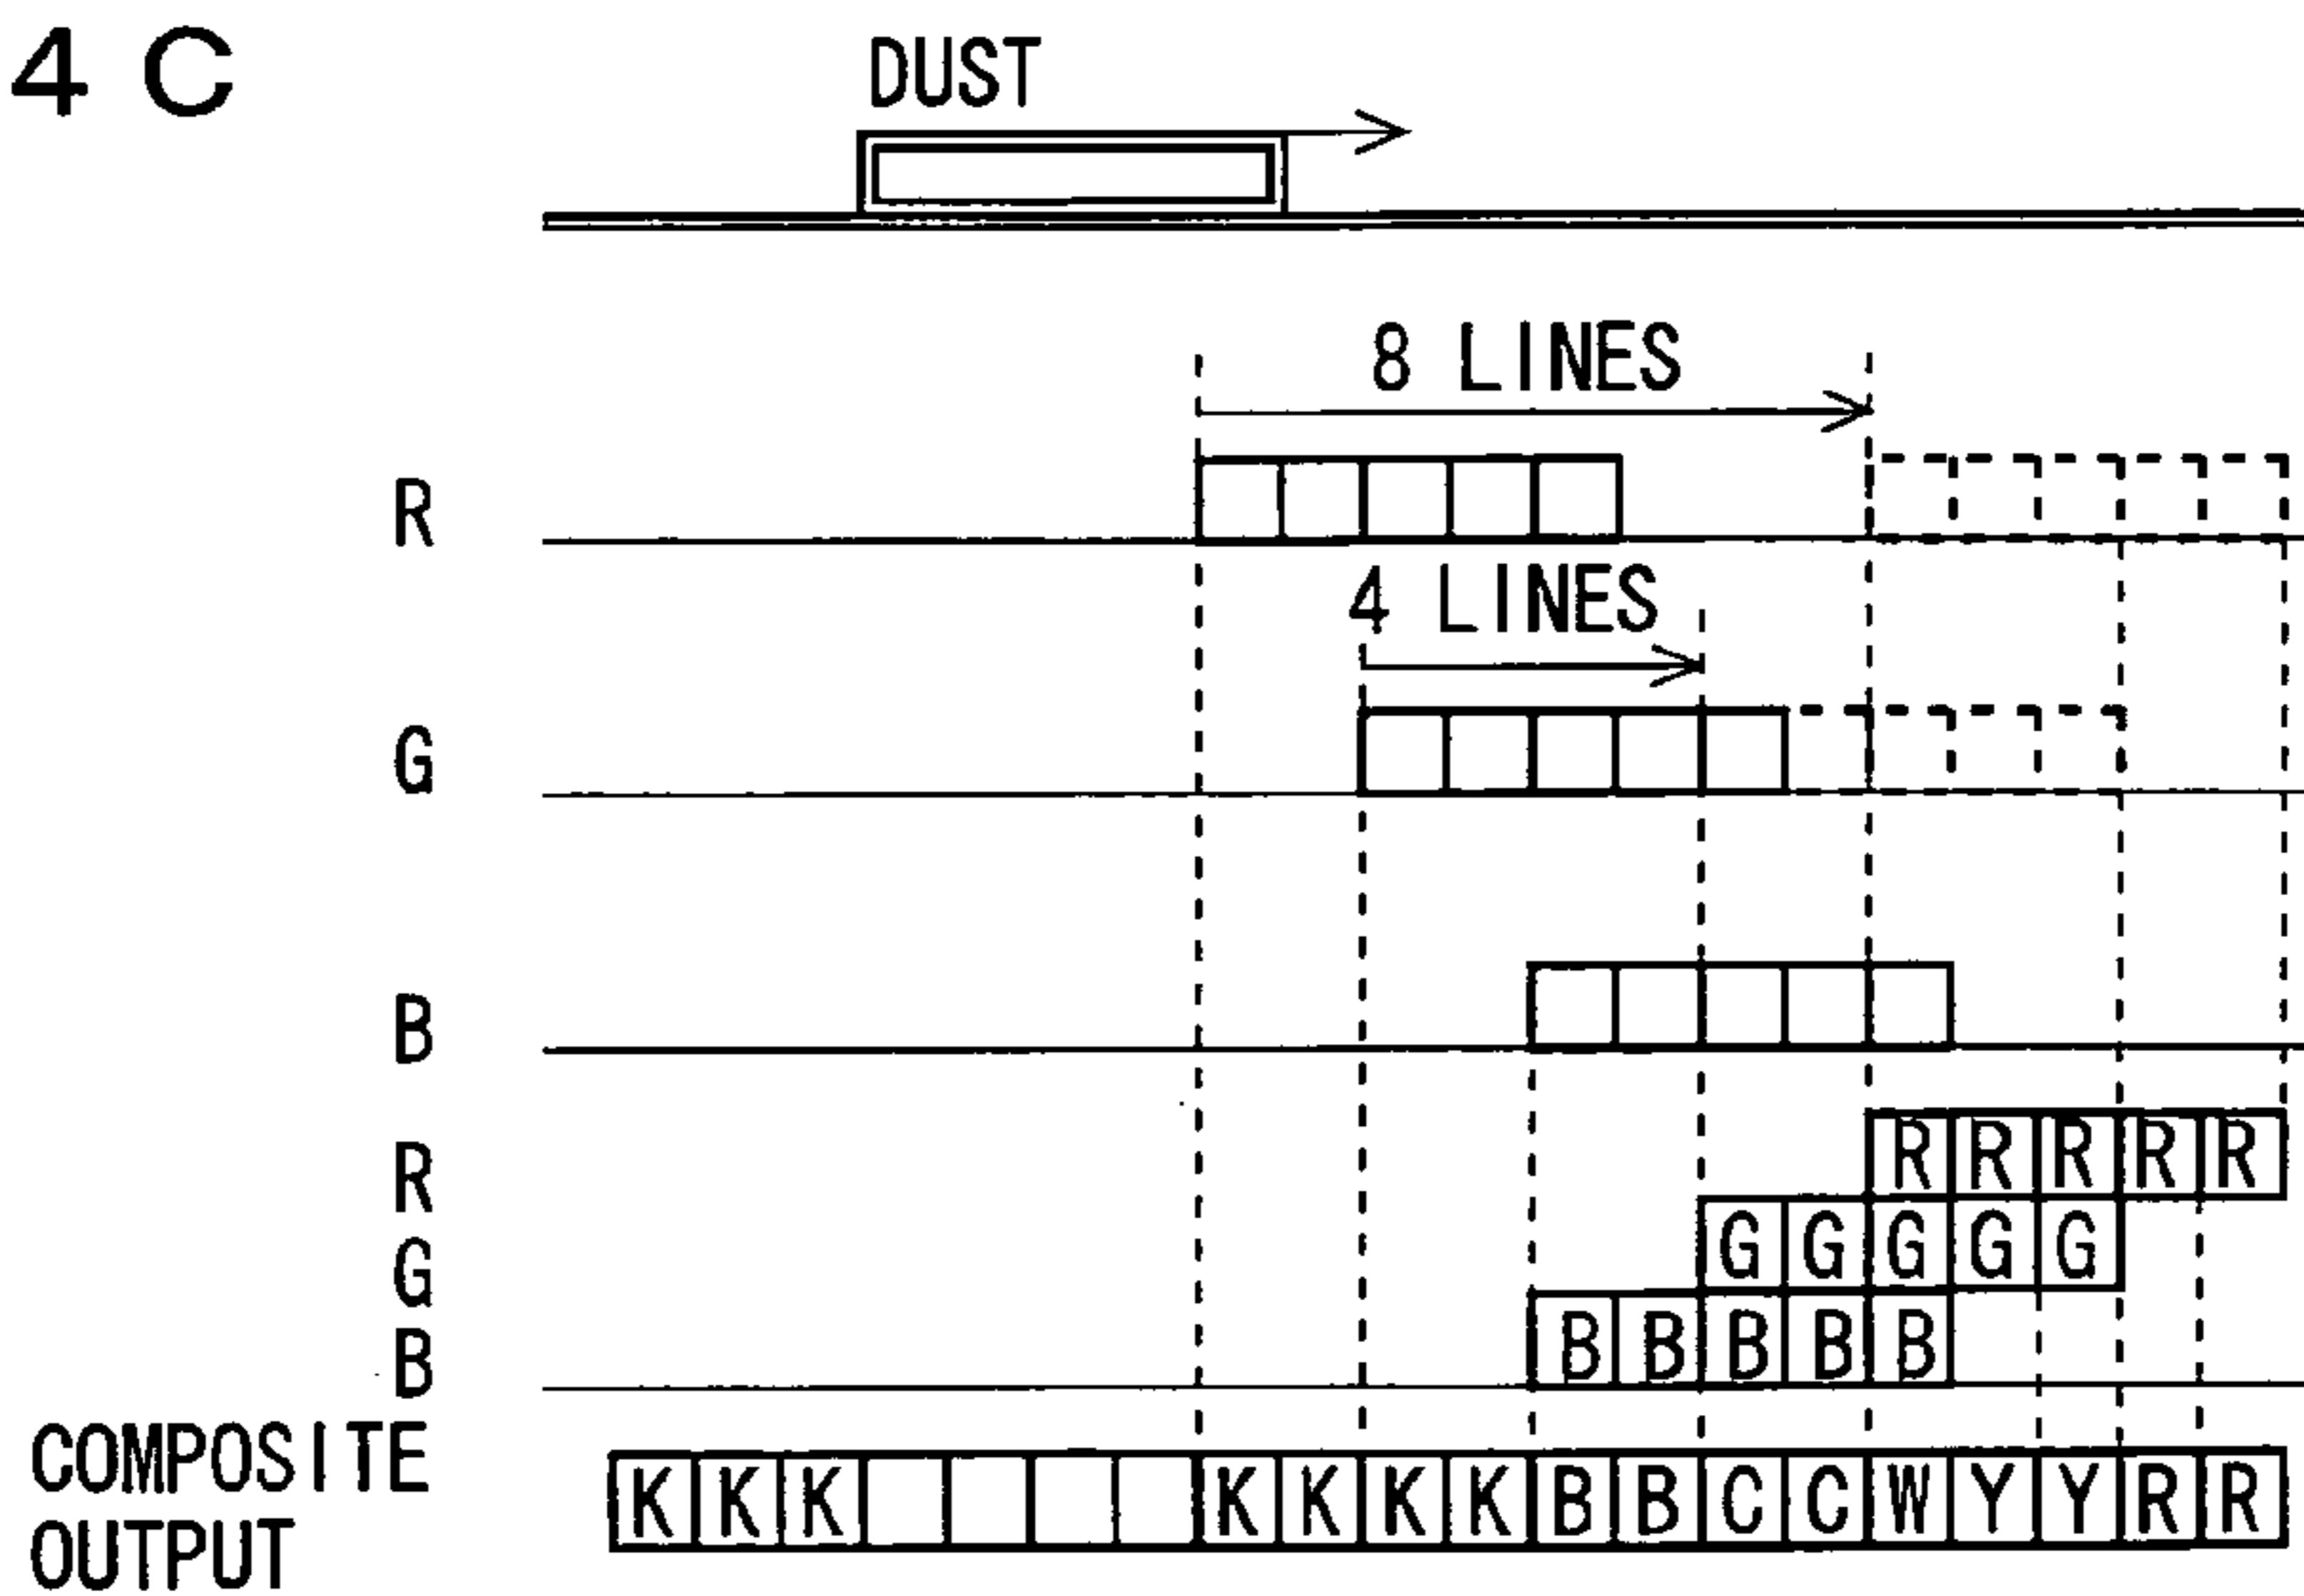 4 C
DUST
8 LINES
R
4 LINES
G
B
R R R R R R
G G G G G G
B B B B B B
COMPOSITE OUTPUT K K K K K K K B B C C W Y Y R R